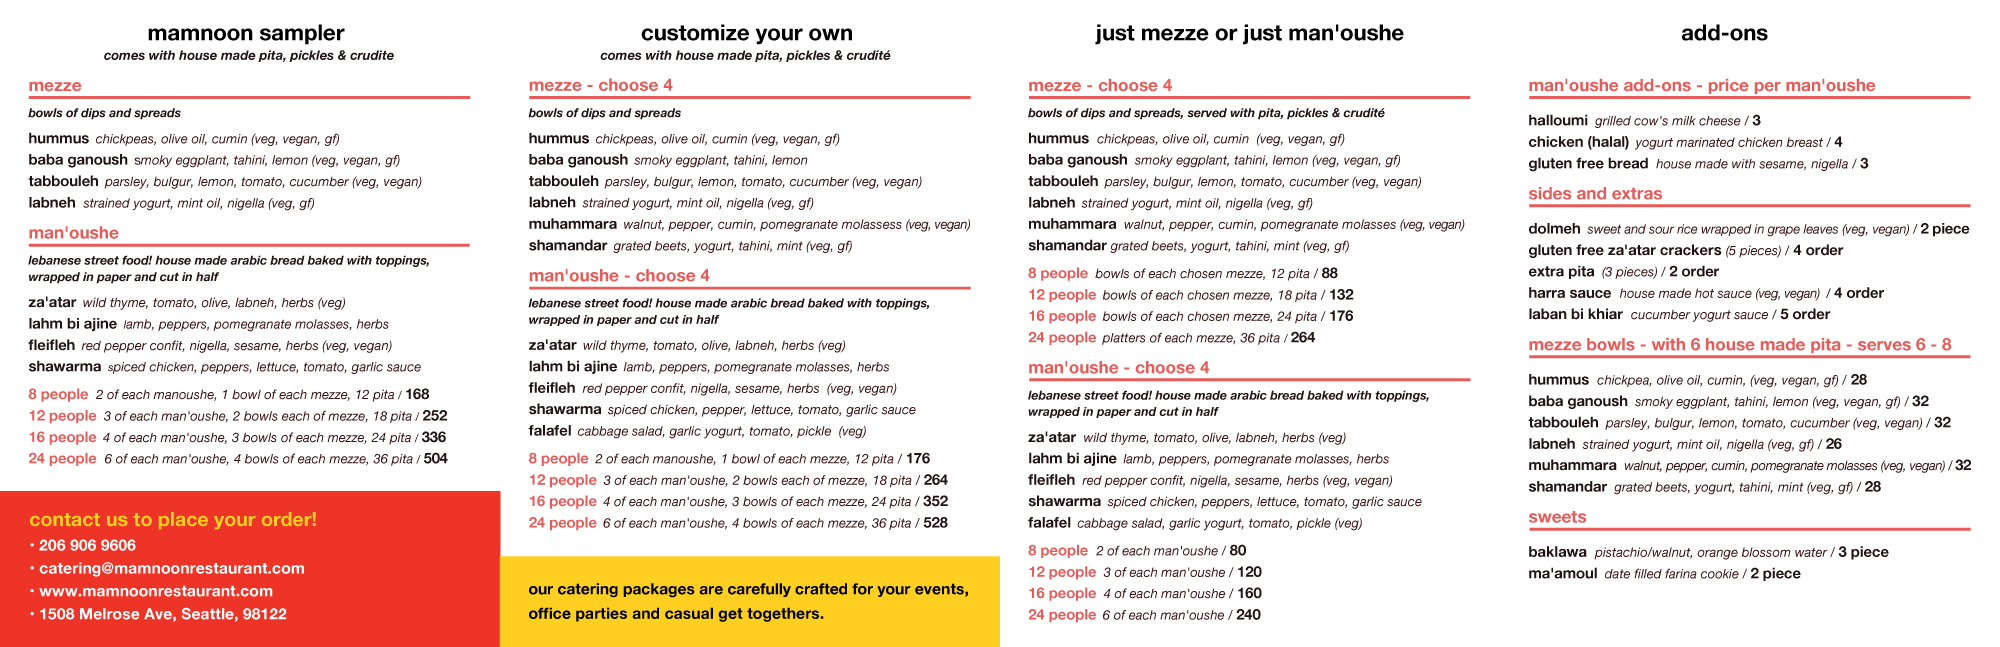 mamnoon sampler
comes with house made pita, pickles & crudite
mezze
bowls of dips and spreads
hummus chickpeas, olive oil, cumin (veg, vegan, gf)
baba ganoush smoky eggplant, tahini, lemon (veg, vegan, gf)
tabbouleh parsley, bulgur, lemon, tomato, cucumber (veg, vegan)
labneh strained yogurt, mint oil, nigella (veg, gf)
man'oushe
lebanese street food! house made arabic bread baked with toppings,
wrapped in paper and cut in half
za'atar wild thyme, tomato, olive, labneh, herbs (veg)
lahm bi ajine lamb, peppers, pomegranate molasses, herbs
fleifleh red pepper confit, nigella, sesame, herbs (veg, vegan)
shawarma spiced chicken, peppers, lettuce, tomato, garlic sauce
8 people 2 of each manoushe, 1 bowl of each mezze, 12 pita / 168
12 people 3 of each man'oushe, 2 bowls each of mezze, 18 pita / 252
16 people 4 of each man'oushe, 3 bowls of each mezze, 24 pita / 336
24 people 6 of each man'oushe, 4 bowls of each mezze, 36 pita / 504
contact us to place your order!
· 206 906 9606
· catering@mamnoonrestaurant.com
· www.mamnoonrestaurant.com
· 1508 Melrose Ave, Seattle, 98122
customize your own
comes with house made pita, pickles & crudité
mezze - choose 4
bowls of dips and spreads
hummus chickpeas, olive oil, cumin (veg, vegan, gf)
baba ganoush smoky eggplant, tahini, lemon
tabbouleh parsley, bulgur, lemon, tomato, cucumber (veg, vegan)
labneh strained yogurt, mint oil, nigella (veg, gf)
muhammara walnut, pepper, cumin, pomegranate molassess (veg, vegan)
shamandar grated beets, yogurt, tahini, mint (veg, gf)
man'oushe - choose 4
lebanese street food! house made arabic bread baked with toppings,
wrapped in paper and cut in half
za'atar wild thyme, tomato, olive, labneh, herbs (veg)
lahm bi ajine lamb, peppers, pomegranate molasses, herbs
fleifleh red pepper confit, nigella, sesame, herbs (veg, vegan)
shawarma spiced chicken, pepper, lettuce, tomato, garlic sauce
falafel cabbage salad, garlic yogurt, tomato, pickle (veg)
8 people 2 of each manoushe, 1 bowl of each mezze, 12 pita / 176
12 people 3 of each man'oushe, 2 bowls each of mezze, 18 pita / 264
16 people 4 of each man'oushe, 3 bowls of each mezze, 24 pita / 352
24 people 6 of each man'oushe, 4 bowls of each mezze, 36 pita / 528
our catering packages are carefully crafted for your events,
office parties and casual get togethers.
just mezze or just man'oushe
mezze - choose 4
bowls of dips and spreads, served with pita, pickles & crudité
hummus chickpeas, olive oil, cumin (veg, vegan, gf)
baba ganoush smoky eggplant, tahini, lemon (veg, vegan, gf)
tabbouleh parsley, bulgur, lemon, tomato, cucumber (veg, vegan)
labneh strained yogurt, mint oil, nigella (veg, gf)
muhammara walnut, pepper, cumin, pomegranate molasses (veg, vegan)
shamandar grated beets, yogurt, tahini, mint (veg, gf)
8 people bowls of each chosen mezze, 12 pita / 88
12 people bowls of each chosen mezze, 18 pita / 132
16 people bowls of each chosen mezze, 24 pita / 176
24 people platters of each mezze, 36 pita / 264
man'oushe - choose 4
lebanese street food! house made arabic bread baked with toppings,
wrapped in paper and cut in half
za'atar wild thyme, tomato, olive, labneh, herbs (veg)
lahm bi ajine lamb, peppers, pomegranate molasses, herbs
fleifleh red pepper confit, nigella, sesame, herbs (veg, vegan)
shawarma spiced chicken, peppers, lettuce, tomato, garlic sauce
falafel cabbage salad, garlic yogurt, tomato, pickle (veg)
8 people 2 of each man'oushe / 80
12 people 3 of each man'oushe / 120
16 people 4 of each man'oushe / 160
24 people 6 of each man'oushe / 240
add-ons
man'oushe add-ons - price per man'oushe
halloumi grilled cow's milk cheese / 3
chicken (halal) yogurt marinated chicken breast / 4
gluten free bread house made with sesame, nigella / 3
sides and extras
dolmeh sweet and sour rice wrapped in grape leaves (veg, vegan) / 2 piece
gluten free za'atar crackers (5 pieces) / 4 order
extra pita (3 pieces) / 2 order
harra sauce house made hot sauce (veg, vegan) / 4 order
laban bi khiar cucumber yogurt sauce / 5 order
mezze bowls - with 6 house made pita - serves 6 - 8
hummus chickpea, olive oil, cumin, (veg, vegan, gf) / 28
baba ganoush smoky eggplant, tahini, lemon (veg, vegan, gf) / 32
tabbouleh parsley, bulgur, lemon, tomato, cucumber (veg, vegan) / 32
labneh strained yogurt, mint oil, nigella (veg, gf) / 26
muhammara walnut, pepper, cumin, pomegranate molasses (veg, vegan) / 32
shamandar grated beets, yogurt, tahini, mint (veg, gf) / 28
sweets
baklawa pistachio/walnut, orange blossom water / 3 piece
ma'amoul date filled farina cookie / 2 piece